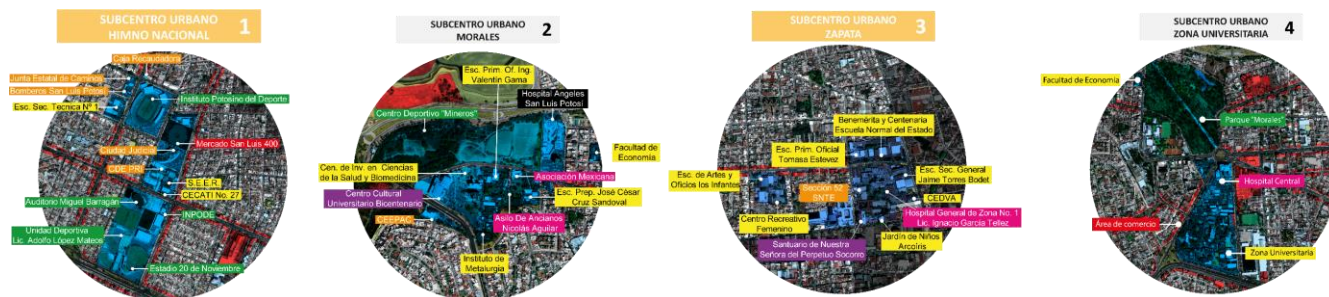 SUBCENTRO URBANO
HIMNO NACIONAL
1
Caja Recaudadora
Junta Estatal de Caminos
Bomberos San Luis Potosí
Esc. Sec. Técnica Nº 1
Instituto Potosino del Deporte
Mercado San Luis 400
Ciudad Judicial
CDE PRI
S.E.E.R.
CECATI No. 27
Auditorio Miguel Barragán
INPODE
Unidad Deportiva
Lic. Adolfo López Mateos
Estadio 20 de Noviembre
SUBCENTRO URBANO
MORALES
2
Esc. Prim. Of. Ing.
Valentín Gama
Hospital Angeles
San Luis Potosí
Centro Deportivo "Mineros"
Facultad de
Economía
Cen. de Inv. en Ciencias
de la Salud y Biomedicina
Asociación Mexicana
Centro Cultural
Universitario Bicentenario
Esc. Prep. José César
Cruz Sandoval
CEEPAC
Asilo De Ancianos
Nicolás Aguilar
Instituto de
Metalurgia
SUBCENTRO URBANO
ZAPATA
3
Benemérita y Centenaria
Escuela Normal del Estado
Esc. Prim. Oficial
Tomasa Estevez
Esc. de Artes y
Oficios los Infantes
Esc. Sec. General
Jaime Torres Bodet
Sección 52
SNTE
CEDVA
Centro Recreativo
Femenino
Hospital General de Zona No. 1
Lic. Ignacio García Tellez
Santuario de Nuestra
Señora del Perpetuo Socorro
Jardín de Niños
Arcoíris
SUBCENTRO URBANO
ZONA UNIVERSITARIA
4
Facultad de Economía
Parque "Morales"
Hospital Central
Área de comercio
Zona Universitaria